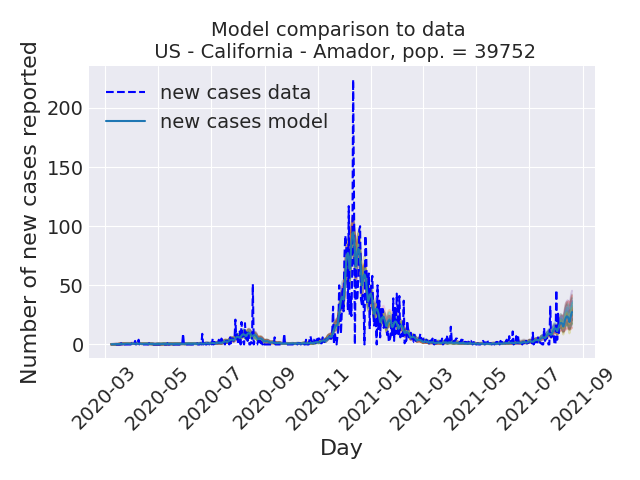 Model comparison to data
US - California - Amador, pop. = 39752
Number of new cases reported
200
150
100
50
0
new cases data
new cases model
2020-03
2020-05
2020-07
2020-09
2020-11
2021-01
2021-03
2021-05
2021-07
2021-09
Day